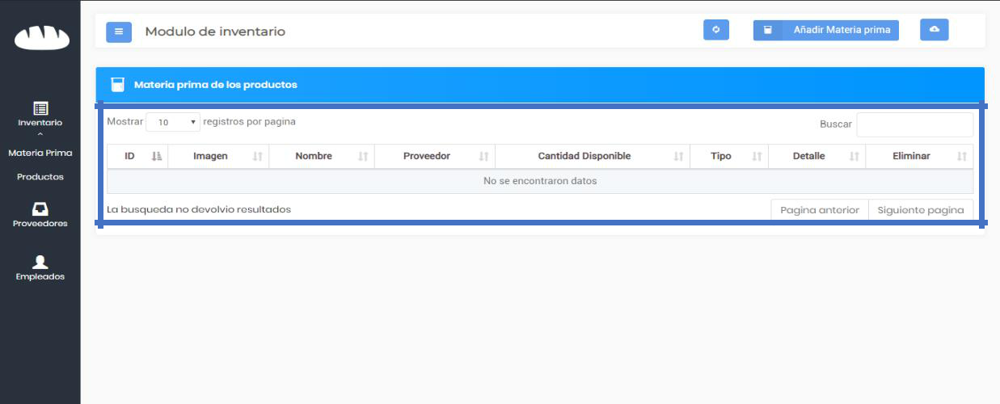 Modulo de inventario
Añadir Materia prima
Materia prima de los productos
Inventario
Materia Prima
Productos
Proveedores
Empleados
Mostrar 10 registros por pagina
Buscar
ID Imagen Nombre Proveedor Cantidad Disponible Tipo Detalle Eliminar
No se encontraron datos
La busqueda no devolvio resultados
Pagina anterior Siguiente pagina